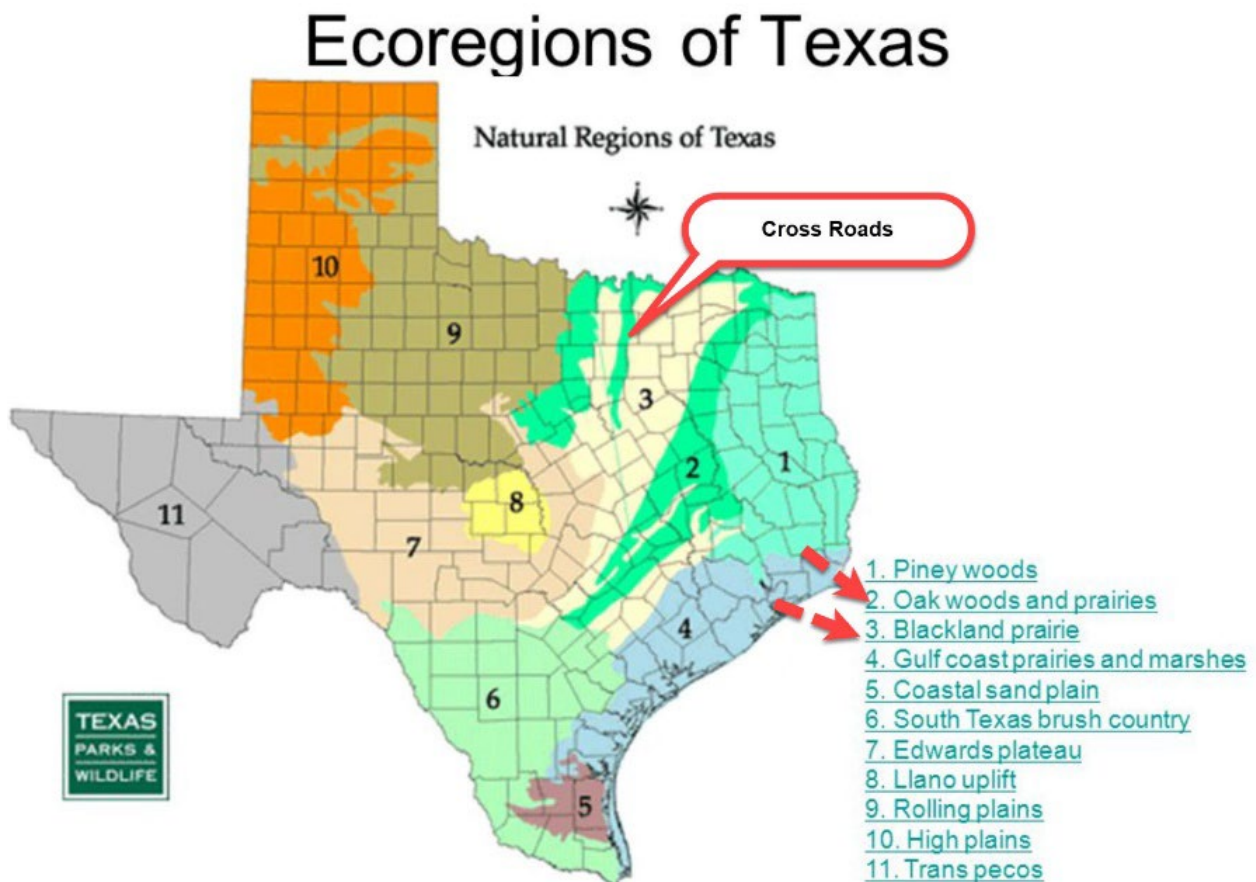 Ecoregions of Texas
Natural Regions of Texas
Cross Roads
10
9
3
2
1
8
11
7
4
6
5
1. Piney woods
2. Oak woods and prairies
3. Blackland prairie
4. Gulf coast prairies and marshes
5. Coastal sand plain
6. South Texas brush country
7. Edwards plateau
8. Llano uplift
9. Rolling plains
10. High plains
11. Trans pecos
TEXAS
PARKS &
WILDLIFE